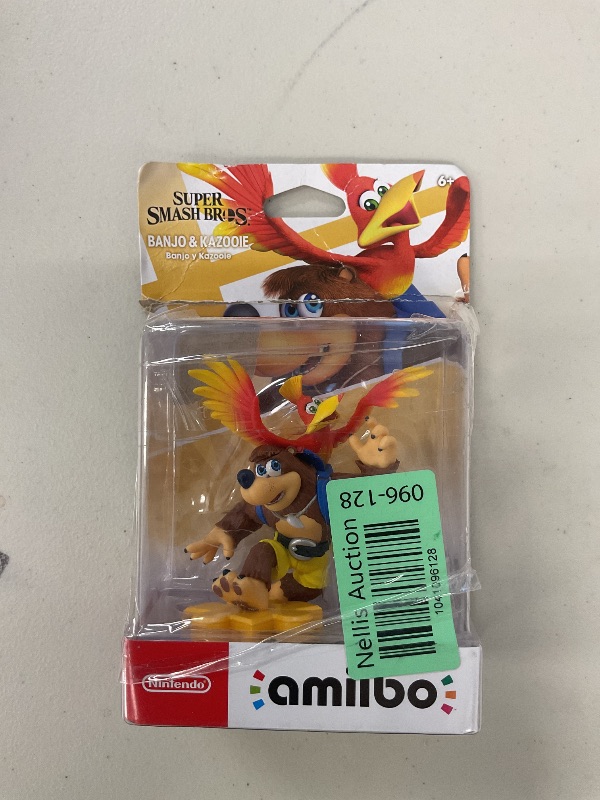 SUPER
SMASH BROS.
6+
BANJO & KAZOOIE
Banjo y Kazooie
096-128
Nellis Auction
1041096128
Nintendo
amiibo